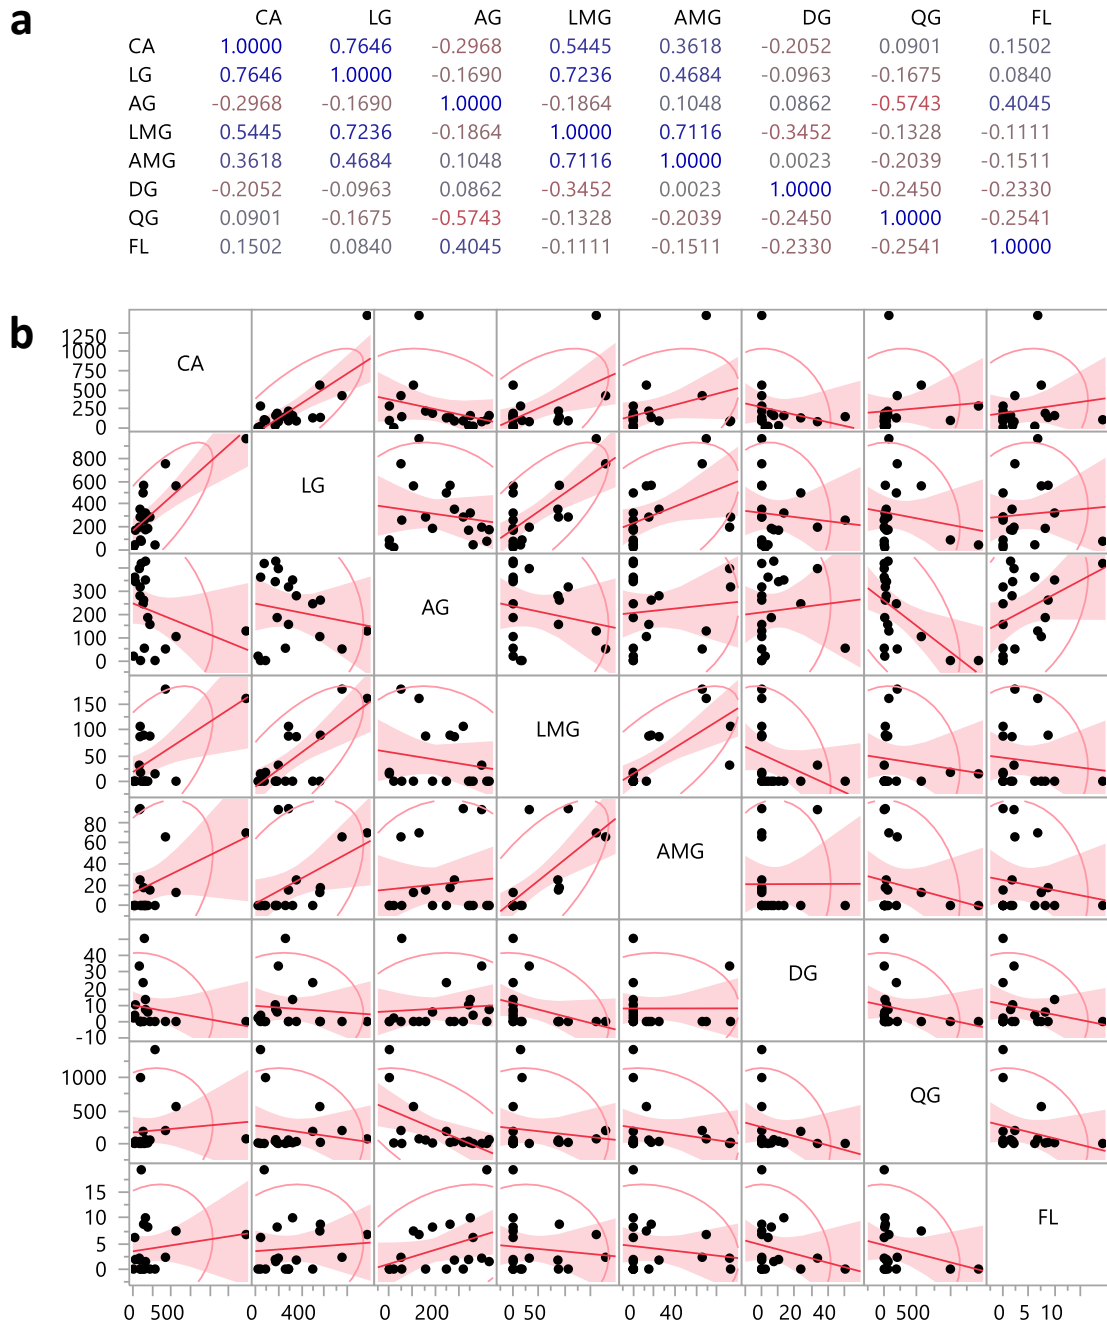 a
CA LG AG LMG AMG DG QG FL
CA 1.0000 0.7646 -0.2968 0.5445 0.3618 -0.2052 0.0901 0.1502
LG 0.7646 1.0000 -0.1690 0.7236 0.4684 -0.0963 -0.1675 0.0840
AG -0.2968 -0.1690 1.0000 -0.1864 0.1048 0.0862 -0.5743 0.4045
LMG 0.5445 0.7236 -0.1864 1.0000 0.7116 -0.3452 -0.1328 -0.1111
AMG 0.3618 0.4684 0.1048 0.7116 1.0000 0.0023 -0.2039 -0.1511
DG -0.2052 -0.0963 0.0862 -0.3452 0.0023 1.0000 -0.2450 -0.2330
QG 0.0901 -0.1675 -0.5743 -0.1328 -0.2039 -0.2450 1.0000 -0.2541
FL 0.1502 0.0840 0.4045 -0.1111 -0.1511 -0.2330 -0.2541 1.0000
b
1250
1000
750
500
250
0
CA
800
600
400
200
0
LG
300
200
100
0
AG
150
100
50
0
LMG
80
60
40
20
0
AMG
40
30
20
10
0
-10
DG
1000
500
0
QG
15
10
5
0
FL
0 500 0 400 0 200 0 50 0 40 0 20 40 0 500 0 5 10